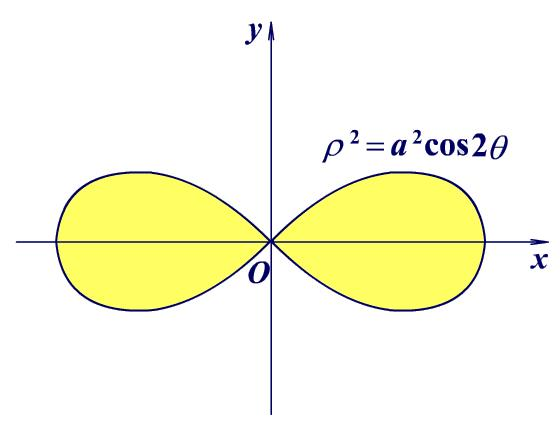 y
ρ² = a²cos2θ
O
x